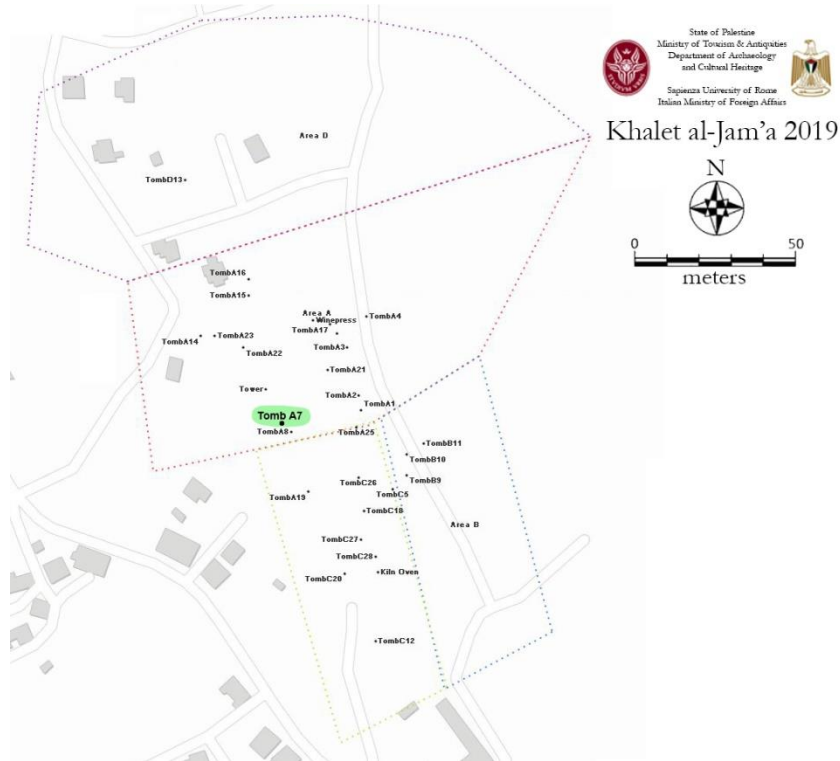 State of Palestine
Ministry of Tourism & Antiquities
Department of Archaeology
and Cultural Heritage
Sapienza University of Rome
Italian Ministry of Foreign Affairs
Khalet al-Jam'a 2019
N
0 50
meters
Area D
TombD13
TombA16
TombA15
Area A
Winepress
TombA4
TombA17
TombA14
TombA23
TombA22
TombA3
TombA21
Tower
TombA2
TombA1
Tomb A7
TombA8
TombA25
TombB11
TombB10
TombB9
TombC26
TombC5
TombA19
TombC18
Area B
TombC27
TombC28
TombC20
Kiln Oven
TombC12